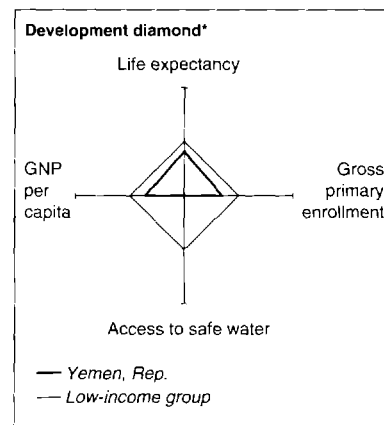 Development diamond*
Life expectancy
GNP
per
capita
Gross
primary
enrollment
Access to safe water
Yemen, Rep.
Low-income group